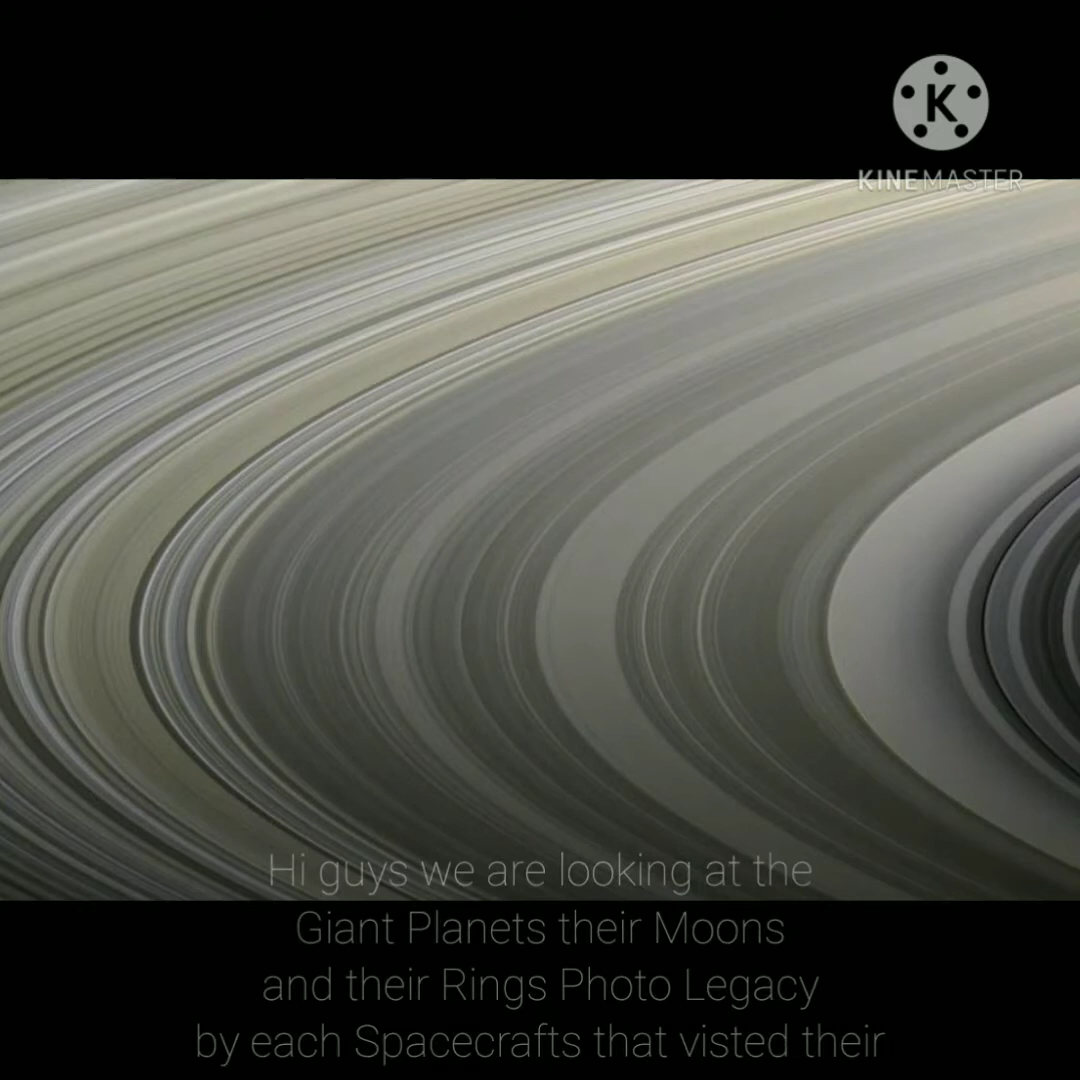 K
KINEMASTER
Hi guys we are looking at the
Giant Planets their Moons
and their Rings Photo Legacy
by each Spacecrafts that visted their